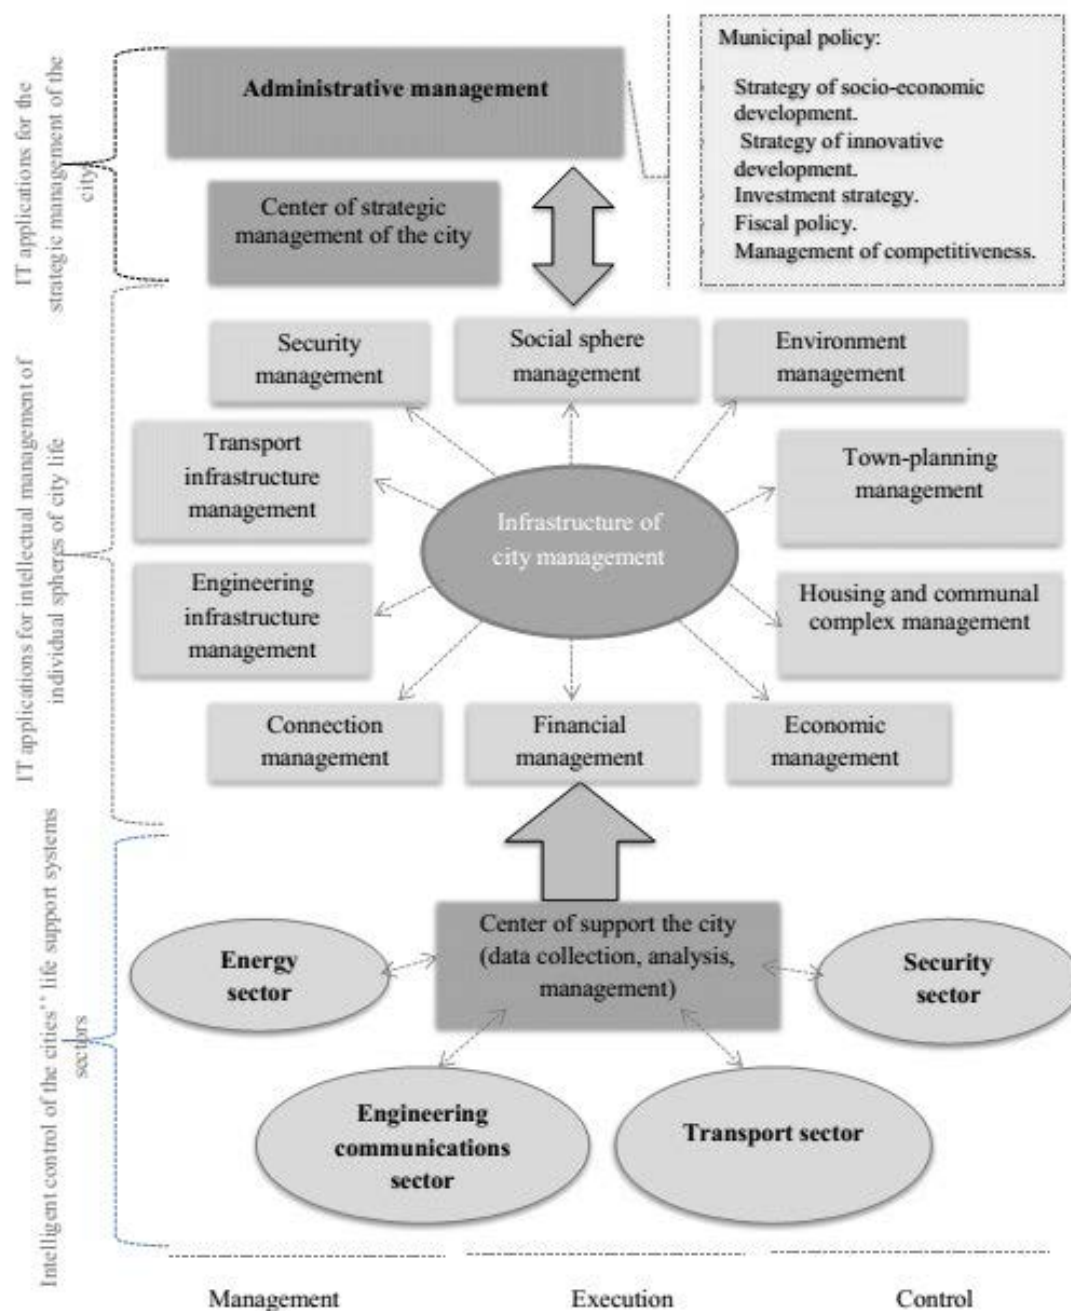 IT applications for the
strategic management of the
city
Administrative management
Municipal policy:
Strategy of socio-economic
development.
Strategy of innovative
development.
Investment strategy.
Fiscal policy.
Management of competitiveness.
Center of strategic
management of the city
IT applications for intellectual management of
individual spheres of city life
Security
management
Social sphere
management
Environment
management
Transport
infrastructure
management
Town-planning
management
Infrastructure of
city management
Engineering
infrastructure
management
Housing and communal
complex management
Connection
management
Financial
management
Economic
management
Intelligent control of the cities`` life support systems
sectors
Center of support the city
(data collection, analysis,
management)
Energy
sector
Security
sector
Engineering
communications
sector
Transport sector
Management
Execution
Control